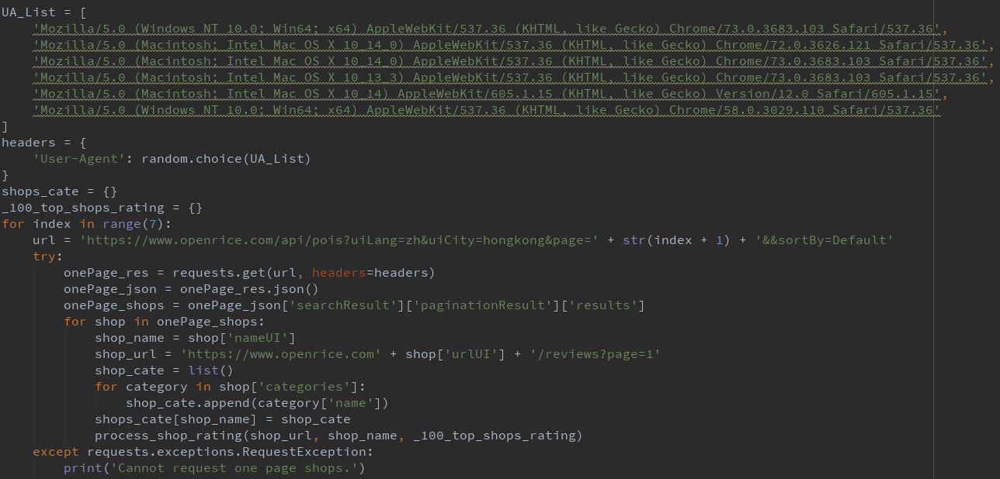 UA_List = [
    'Mozilla/5.0 (Windows NT 10.0; Win64; x64) AppleWebKit/537.36 (KHTML, like Gecko) Chrome/73.0.3683.103 Safari/537.36',
    'Mozilla/5.0 (Macintosh; Intel Mac OS X 10_14_0) AppleWebKit/537.36 (KHTML, like Gecko) Chrome/72.0.3626.121 Safari/537.36',
    'Mozilla/5.0 (Macintosh; Intel Mac OS X 10_14_0) AppleWebKit/537.36 (KHTML, like Gecko) Chrome/73.0.3683.103 Safari/537.36',
    'Mozilla/5.0 (Macintosh; Intel Mac OS X 10_13_3) AppleWebKit/537.36 (KHTML, like Gecko) Chrome/73.0.3683.103 Safari/537.36',
    'Mozilla/5.0 (Macintosh; Intel Mac OS X 10_14) AppleWebKit/605.1.15 (KHTML, like Gecko) Version/12.0 Safari/605.1.15',
    'Mozilla/5.0 (Windows NT 10.0; Win64; x64) AppleWebKit/537.36 (KHTML, like Gecko) Chrome/58.0.3029.110 Safari/537.36'
]
headers = {
    'User-Agent': random.choice(UA_List)
}
shops_cate = {}
_100_top_shops_rating = {}
for index in range(7):
    url = 'https://www.openrice.com/api/pois?uiLang=zh&uiCity=hongkong&page=' + str(index + 1) + '&&sortBy=Default'
    try:
        onePage_res = requests.get(url, headers=headers)
        onePage_json = onePage_res.json()
        onePage_shops = onePage_json['searchResult']['paginationResult']['results']
        for shop in onePage_shops:
            shop_name = shop['nameUI']
            shop_url = 'https://www.openrice.com' + shop['urlUI'] + '/reviews?page=1'
            shop_cate = list()
            for category in shop['categories']:
                shop_cate.append(category['name'])
            shops_cate[shop_name] = shop_cate
            process_shop_rating(shop_url, shop_name, _100_top_shops_rating)
    except requests.exceptions.RequestException:
        print('Cannot request one page shops.')